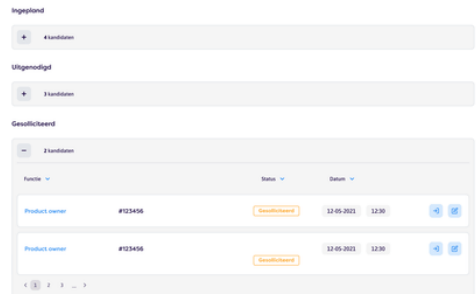 Ingepland
+ 4 kandidaten
Uitgenodigd
+ 3 kandidaten
Gesolliciteerd
− 2 kandidaten
Functie Status Datum
Product owner #123456 Gesolliciteerd 12-05-2021 12:30
Product owner #123456 12-05-2021 12:30
Gesolliciteerd
< 1 2 3 ... >